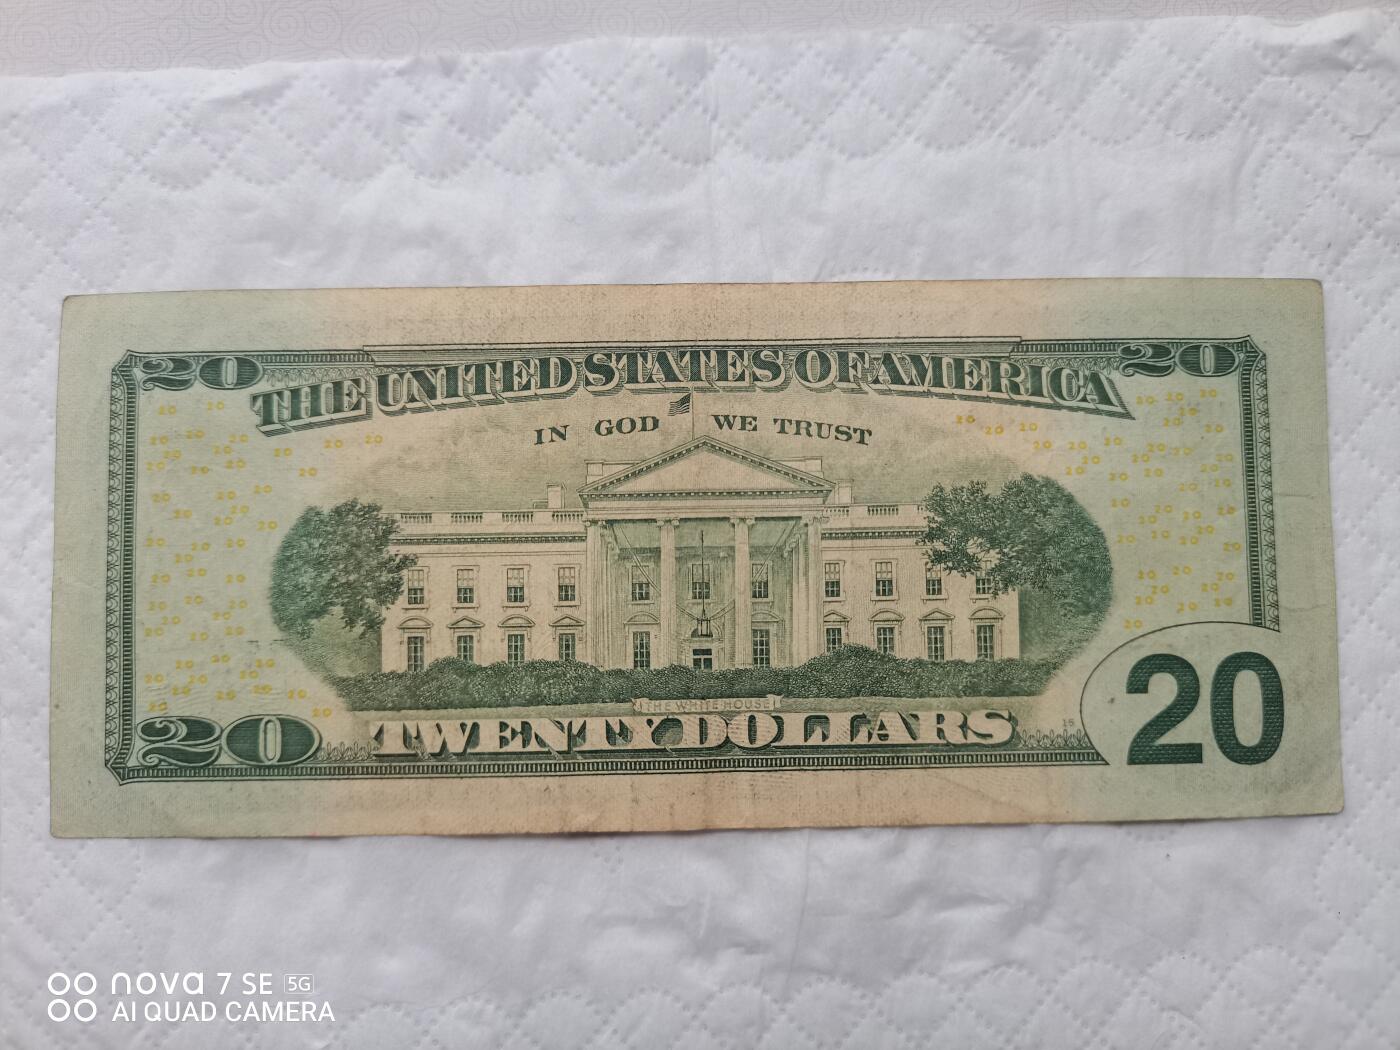 20 THE UNITED STATES OF AMERICA 20
IN GOD WE TRUST
THE WHITE HOUSE
20 TWENTY DOLLARS 20
15
nova 7 SE 5G
AI QUAD CAMERA